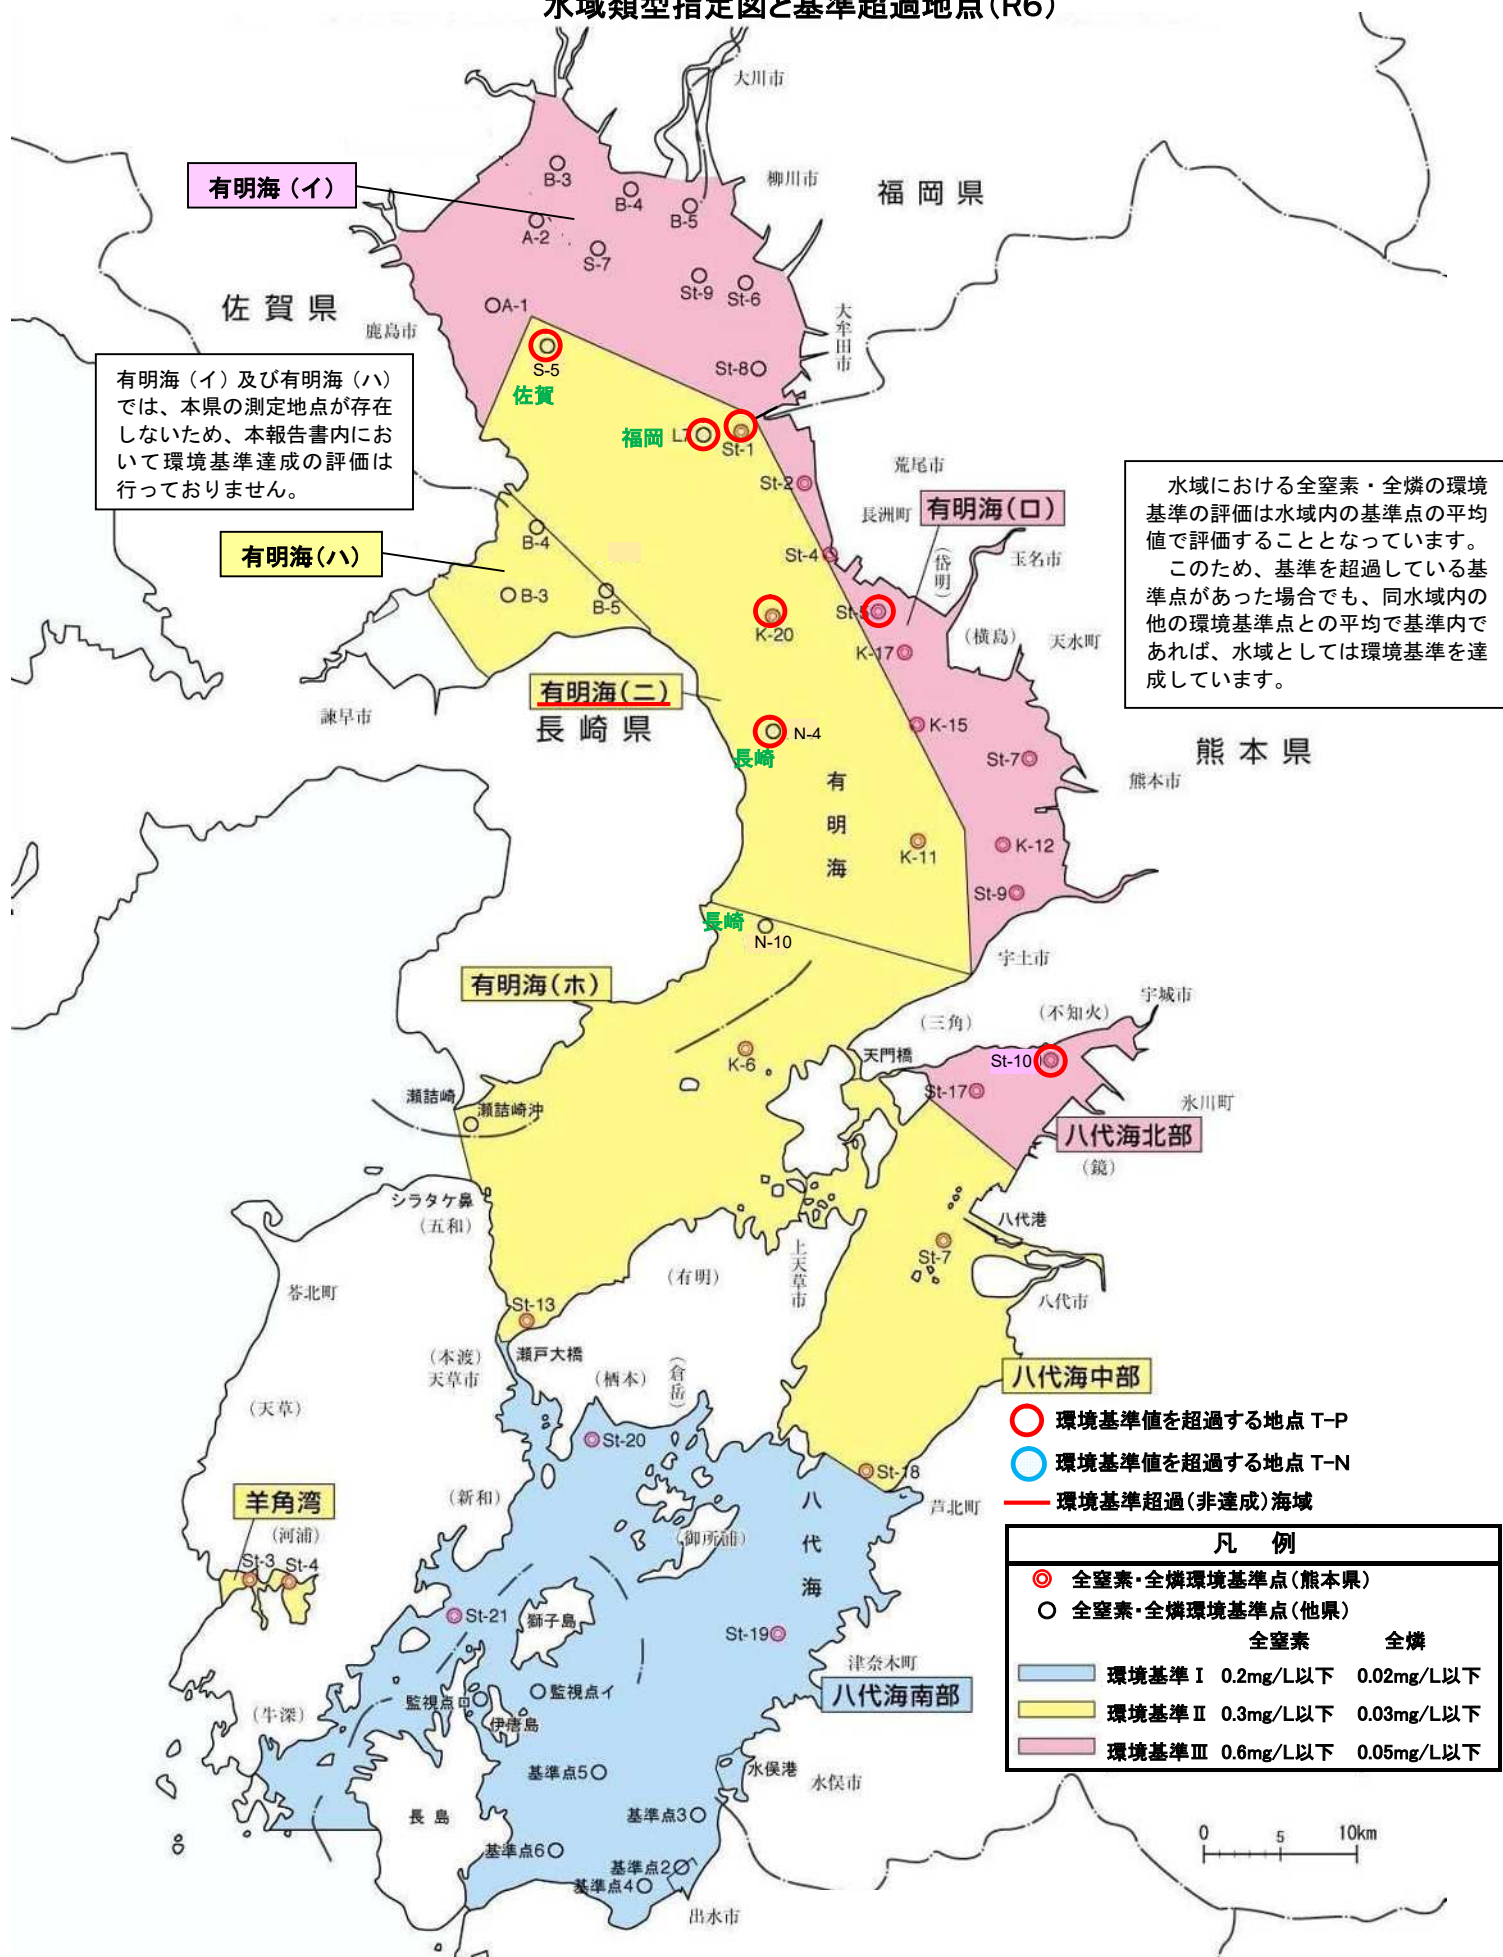 水域類型指定図と基準超過地点(R6)
大川市
有明海(イ)
B-3
B-4
B-5
柳川市
福岡県
A-2
S-7
St-9
St-6
A-1
佐賀県
鹿島市
大牟田市
S-5
佐賀
St-8
有明海(イ)及び有明海(ハ)
では、本県の測定地点が存在
しないため、本報告書内にお
いて環境基準達成の評価は
行っておりません。
福岡
L7
St-1
荒尾市
St-2
長洲町
有明海(ロ)
水域における全窒素・全燐の環境
基準の評価は水域内の基準点の平均
値で評価することとなっています。
このため、基準を超過している基
準点があった場合でも、同水域内の
他の環境基準点との平均で基準内で
あれば、水域としては環境基準を達
成しています。
有明海(ハ)
B-4
B-3
B-5
St-4
(岱明)
玉名市
St-5
K-20
K-17
(横島)
天水町
有明海(ニ)
長崎県
諫早市
N-4
長崎
K-15
St-7
熊本県
熊本市
有明海
K-11
K-12
St-9
長崎
N-10
宇土市
有明海(ホ)
宇城市
(三角)
(不知火)
K-6
天門橋
St-10
St-17
氷川町
瀬詰崎
瀬詰崎沖
八代海北部
(鏡)
シラタケ鼻
(五和)
八代港
St-7
(有明)
上天草市
苓北町
八代市
St-13
瀬戸大橋
(本渡)
天草市
(栖本)
(倉岳)
八代海中部
(天草)
St-20
環境基準値を超過する地点 T-P
環境基準値を超過する地点 T-N
環境基準超過(非達成)海域
St-18
芦北町
羊角湾
(河浦)
(新和)
(御所浦)
八代海
St-3
St-4
凡 例
全窒素・全燐環境基準点(熊本県)
全窒素・全燐環境基準点(他県)
全窒素 全燐
環境基準Ⅰ 0.2mg/L以下 0.02mg/L以下
環境基準Ⅱ 0.3mg/L以下 0.03mg/L以下
環境基準Ⅲ 0.6mg/L以下 0.05mg/L以下
St-21
獅子島
St-19
津奈木町
八代海南部
監視点ロ
監視点イ
伊唐島
(牛深)
基準点5
水俣港
水俣市
長島
基準点3
基準点6
基準点2
基準点4
出水市
0 5 10km